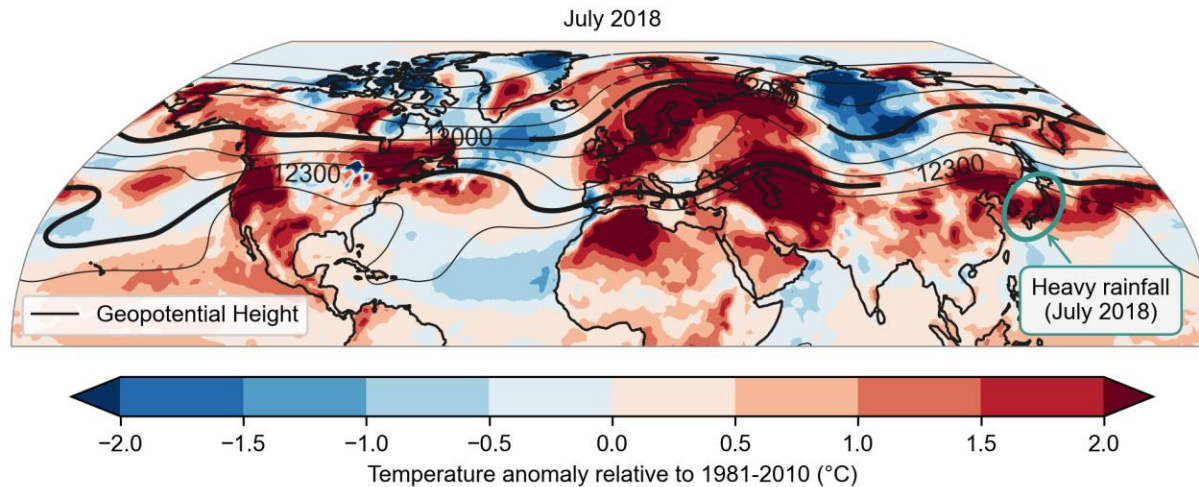 July 2018
12000
12000
12300
12300
Geopotential Height
Heavy rainfall
(July 2018)
−2.0 −1.5 −1.0 −0.5 0.0 0.5 1.0 1.5 2.0
Temperature anomaly relative to 1981-2010 (°C)